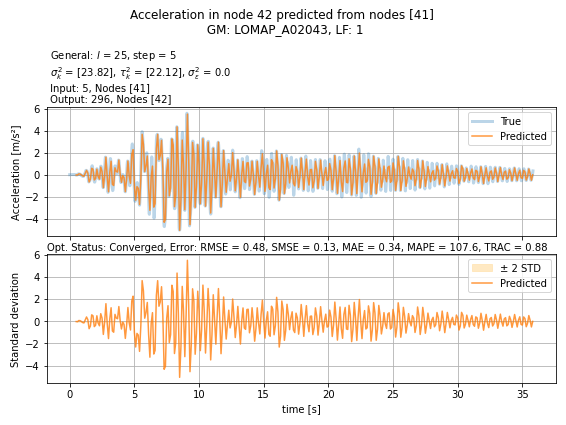 Acceleration in node 42 predicted from nodes [41]
GM: LOMAP_A02043, LF: 1
General: l = 25, step = 5
σ²ₖ = [23.82], τ²ₖ = [22.12], σ²ε = 0.0
Input: 5, Nodes [41]
Output: 296, Nodes [42]
6
4
2
0
−2
−4
Acceleration [m/s²]
True
Predicted
Opt. Status: Converged, Error: RMSE = 0.48, SMSE = 0.13, MAE = 0.34, MAPE = 107.6, TRAC = 0.88
6
4
2
0
−2
−4
Standard deviation
± 2 STD
Predicted
0 5 10 15 20 25 30 35
time [s]